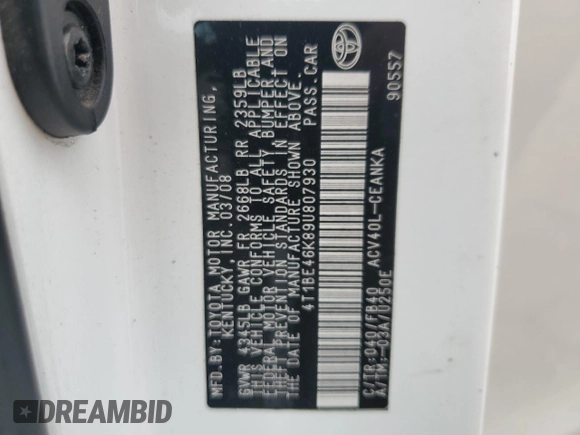 MFD.BY:TOYOTA MOTOR MANUFACTURING,
KENTUCKY, INC. 03/08
GVWR 4345LB GAWR FR 2668LB RR 2359LB
THIS VEHICLE CONFORMS TO ALL APPLICABLE
FEDERAL MOTOR VEHICLE SAFETY, BUMPER, AND
THEFT PREVENTION STANDARDS IN EFFECT ON
THE DATE OF MANUFACTURE SHOWN ABOVE.
4T1BE46K89U807930 PASS.CAR
C/TR:040/FB40 ACV40L-CEANKA
A/TM:-03A/U250E
90557
DREAMBID